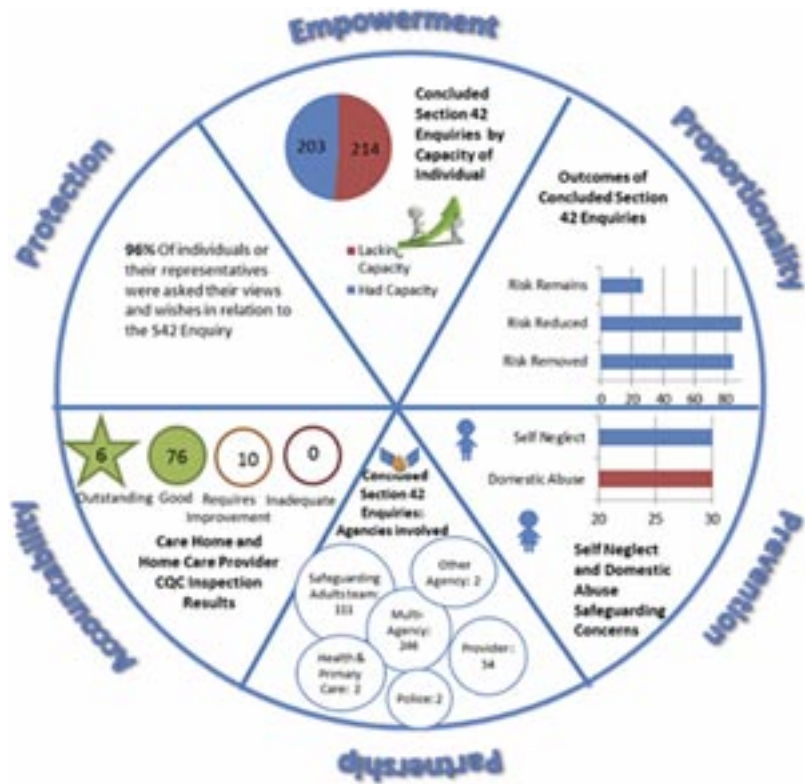 Empowerment
Concluded
Section 42
Enquiries by
Capacity of
Individual
203
214
Lacking
Capacity
Had Capacity
Proportionality
Outcomes of
Concluded Section
42 Enquiries
Risk Remains
Risk Reduced
Risk Removed
0 20 40 60 80
Protection
96% Of individuals or
their representatives
were asked their views
and wishes in relation to
the S42 Enquiry
Accountability
6
76
10
0
Outstanding
Good
Requires
Improvement
Inadequate
Care Home and
Home Care Provider
CQC Inspection
Results
Partnership
Concluded
Section 42
Enquiries:
Agencies involved
Safeguarding
Adults team:
Other
Agency: 2
Multi-
Agency:
Provider:
Health &
Primary
Care: 2
Police: 2
Prevention
Self Neglect
Domestic Abuse
20 25 30
Self Neglect
and Domestic
Abuse
Safeguarding
Concerns